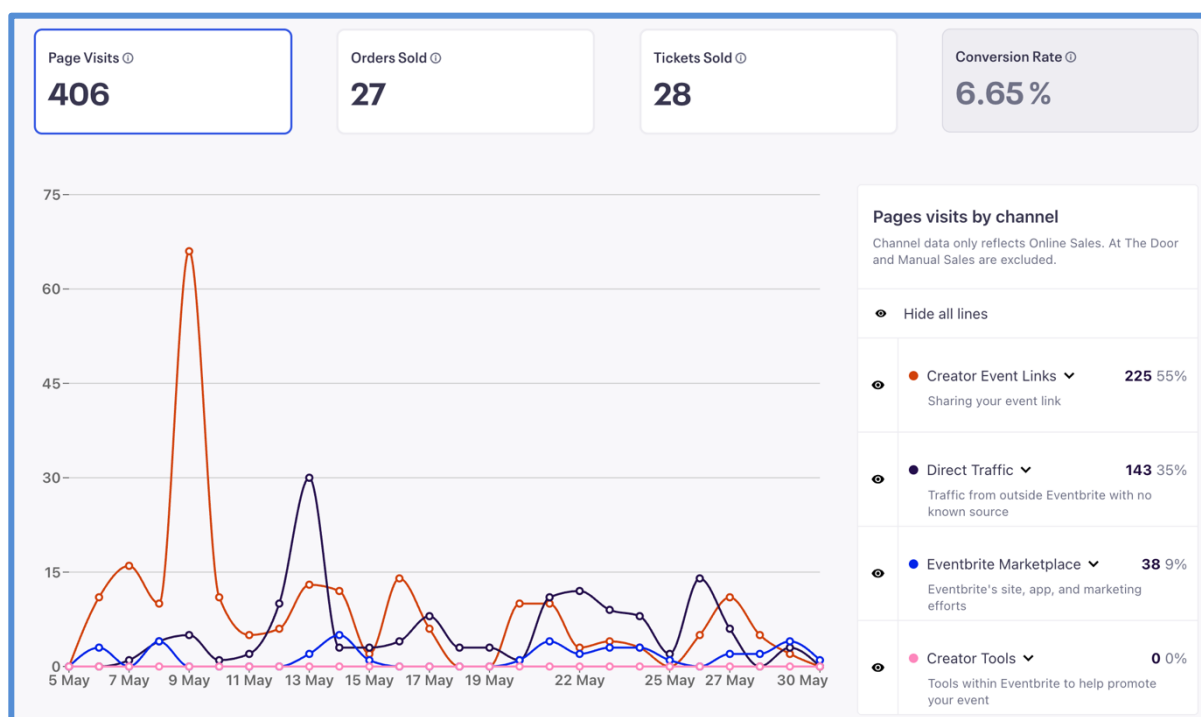 Page Visits
406
Orders Sold
27
Tickets Sold
28
Conversion Rate
6.65%
75
60
45
30
15
0
5 May 7 May 9 May 11 May 13 May 15 May 17 May 19 May 22 May 25 May 27 May 30 May
Pages visits by channel
Channel data only reflects Online Sales. At The Door
and Manual Sales are excluded.
Hide all lines
Creator Event Links 225 55%
Sharing your event link
Direct Traffic 143 35%
Traffic from outside Eventbrite with no
known source
Eventbrite Marketplace 38 9%
Eventbrite's site, app, and marketing
efforts
Creator Tools 0 0%
Tools within Eventbrite to help promote
your event